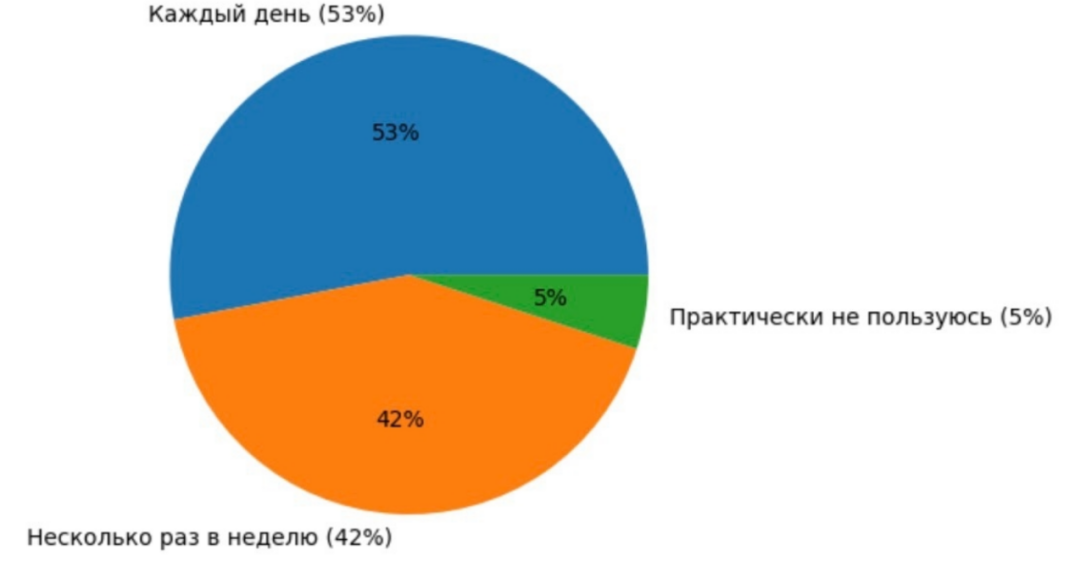 Каждый день (53%)
53%
5%
Практически не пользуюсь (5%)
42%
Несколько раз в неделю (42%)